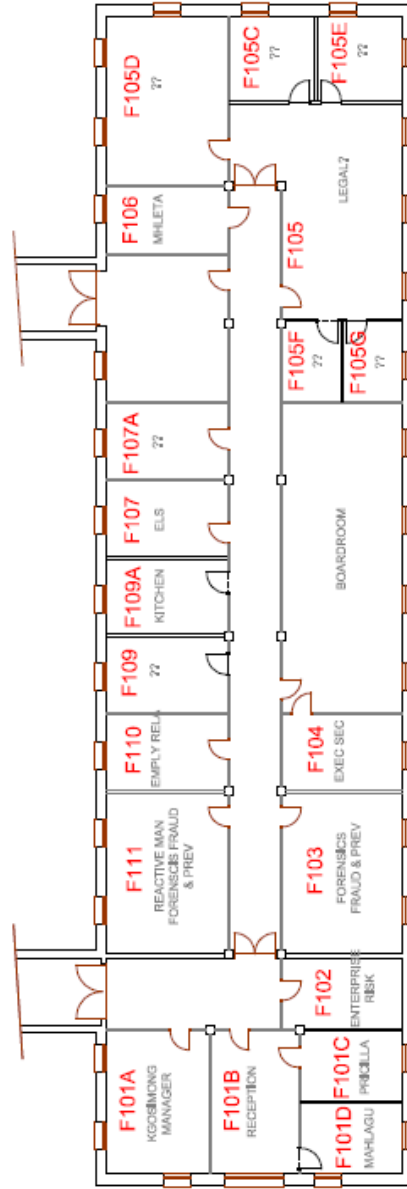 F105D
??
F105C
??
F105E
??
F106
MHLETA
F105
LEGAL?
F105F
??
F105G
??
F107A
??
F107
ELS
F109A
KITCHEN
F109
??
BOARDROOM
F110
EMPLY RELA
F104
EXEC SEC
F111
REACTIVE MAN
FORENSCIS FRAUD
& PREV
F103
FORENSICS
FRAUD & PREV
F102
ENTERPRISE
RISK
F101A
KGOSIMONG
MANAGER
F101B
RECEPTION
F101C
PRICILLA
F101D
MAHLAGU